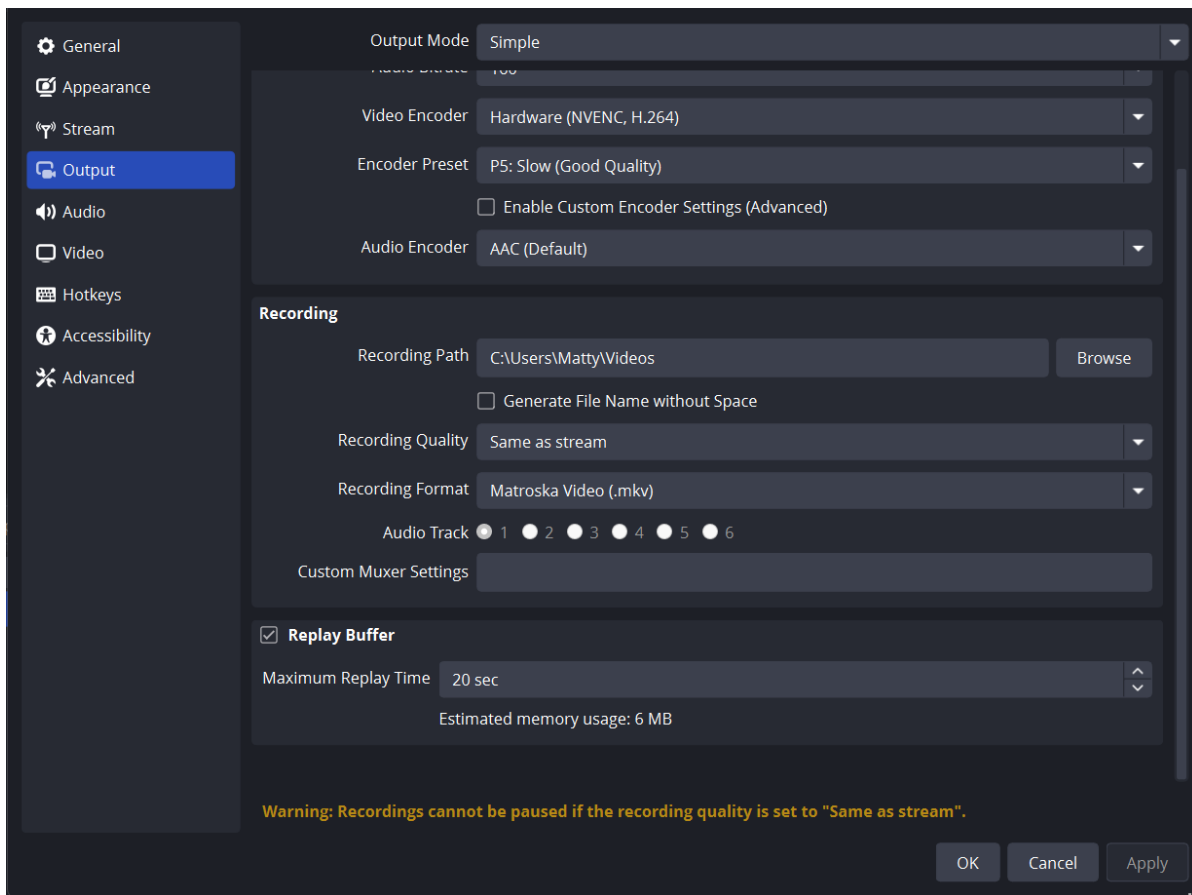 General
Appearance
Stream
Output
Audio
Video
Hotkeys
Accessibility
Advanced
Output Mode Simple
Audio Bitrate 160
Video Encoder Hardware (NVENC, H.264)
Encoder Preset P5: Slow (Good Quality)
Enable Custom Encoder Settings (Advanced)
Audio Encoder AAC (Default)
Recording
Recording Path C:\Users\Matty\Videos Browse
Generate File Name without Space
Recording Quality Same as stream
Recording Format Matroska Video (.mkv)
Audio Track 1 2 3 4 5 6
Custom Muxer Settings
Replay Buffer
Maximum Replay Time 20 sec
Estimated memory usage: 6 MB
Warning: Recordings cannot be paused if the recording quality is set to "Same as stream".
OK Cancel Apply